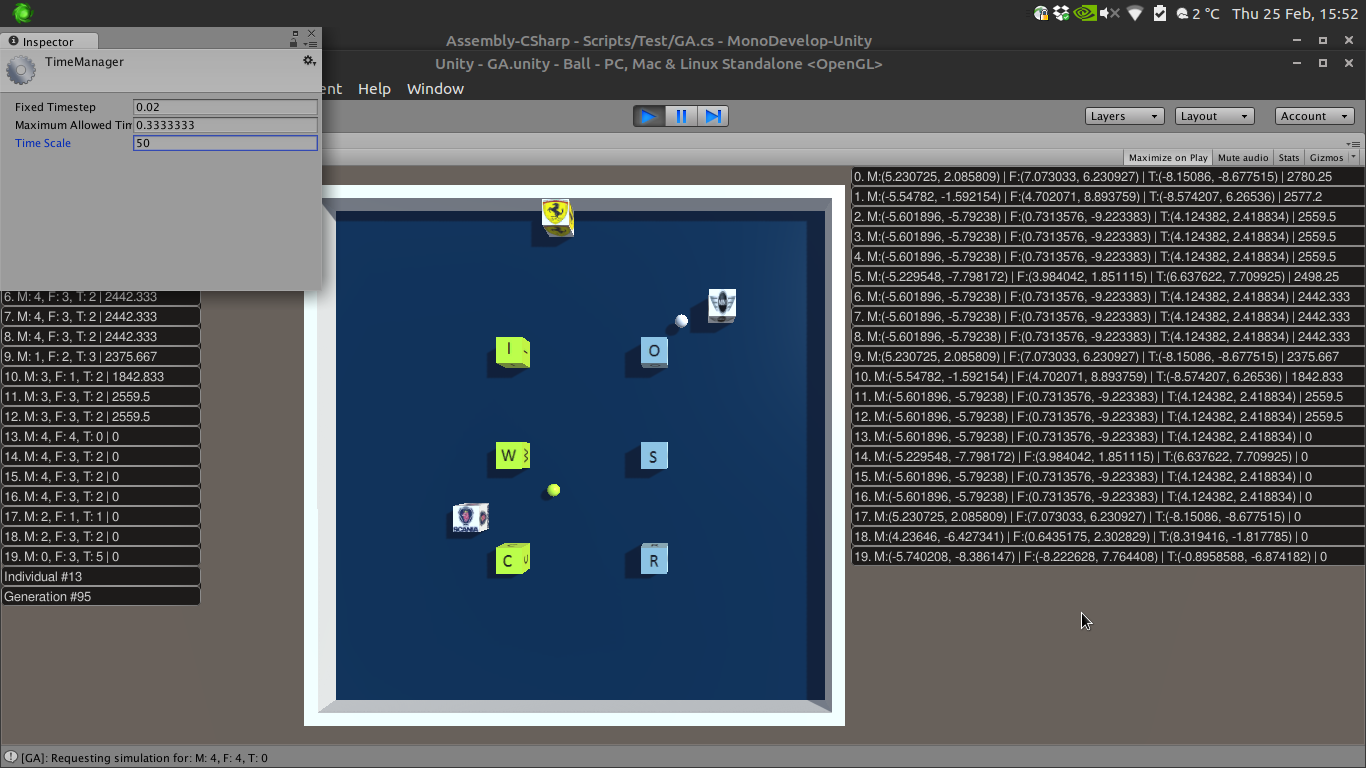 2 °C Thu 25 Feb, 15:52
Assembly-CSharp - Scripts/Test/GA.cs - MonoDevelop-Unity
Unity - GA.unity - Ball - PC, Mac & Linux Standalone <OpenGL>
ent Help Window
Inspector
TimeManager
Fixed Timestep 0.02
Maximum Allowed Tim 0.3333333
Time Scale 50
Layers Layout Account
Maximize on Play Mute audio Stats Gizmos
6. M: 4, F: 3, T: 2 | 2442.333
7. M: 4, F: 3, T: 2 | 2442.333
8. M: 4, F: 3, T: 2 | 2442.333
9. M: 1, F: 2, T: 3 | 2375.667
10. M: 3, F: 1, T: 2 | 1842.833
11. M: 3, F: 3, T: 2 | 2559.5
12. M: 3, F: 3, T: 2 | 2559.5
13. M: 4, F: 4, T: 0 | 0
14. M: 4, F: 3, T: 2 | 0
15. M: 4, F: 3, T: 2 | 0
16. M: 4, F: 3, T: 2 | 0
17. M: 2, F: 1, T: 1 | 0
18. M: 2, F: 3, T: 2 | 0
19. M: 0, F: 3, T: 5 | 0
Individual #13
Generation #95
I O
W S
SCANIA
C R
0. M:(5.230725, 2.085809) | F:(7.073033, 6.230927) | T:(-8.15086, -8.677515) | 2780.25
1. M:(-5.54782, -1.592154) | F:(4.702071, 8.893759) | T:(-8.574207, 6.26536) | 2577.2
2. M:(-5.601896, -5.79238) | F:(0.7313576, -9.223383) | T:(4.124382, 2.418834) | 2559.5
3. M:(-5.601896, -5.79238) | F:(0.7313576, -9.223383) | T:(4.124382, 2.418834) | 2559.5
4. M:(-5.601896, -5.79238) | F:(0.7313576, -9.223383) | T:(4.124382, 2.418834) | 2559.5
5. M:(-5.229548, -7.798172) | F:(3.984042, 1.851115) | T:(6.637622, 7.709925) | 2498.25
6. M:(-5.601896, -5.79238) | F:(0.7313576, -9.223383) | T:(4.124382, 2.418834) | 2442.333
7. M:(-5.601896, -5.79238) | F:(0.7313576, -9.223383) | T:(4.124382, 2.418834) | 2442.333
8. M:(-5.601896, -5.79238) | F:(0.7313576, -9.223383) | T:(4.124382, 2.418834) | 2442.333
9. M:(5.230725, 2.085809) | F:(7.073033, 6.230927) | T:(-8.15086, -8.677515) | 2375.667
10. M:(-5.54782, -1.592154) | F:(4.702071, 8.893759) | T:(-8.574207, 6.26536) | 1842.833
11. M:(-5.601896, -5.79238) | F:(0.7313576, -9.223383) | T:(4.124382, 2.418834) | 2559.5
12. M:(-5.601896, -5.79238) | F:(0.7313576, -9.223383) | T:(4.124382, 2.418834) | 2559.5
13. M:(-5.601896, -5.79238) | F:(0.7313576, -9.223383) | T:(4.124382, 2.418834) | 0
14. M:(-5.229548, -7.798172) | F:(3.984042, 1.851115) | T:(6.637622, 7.709925) | 0
15. M:(-5.601896, -5.79238) | F:(0.7313576, -9.223383) | T:(4.124382, 2.418834) | 0
16. M:(-5.601896, -5.79238) | F:(0.7313576, -9.223383) | T:(4.124382, 2.418834) | 0
17. M:(5.230725, 2.085809) | F:(7.073033, 6.230927) | T:(-8.15086, -8.677515) | 0
18. M:(4.23646, -6.427341) | F:(0.6435175, 2.302829) | T:(8.319416, -1.817785) | 0
19. M:(-5.740208, -8.386147) | F:(-8.222628, 7.764408) | T:(-0.8958588, -6.874182) | 0
[GA]: Requesting simulation for: M: 4, F: 4, T: 0